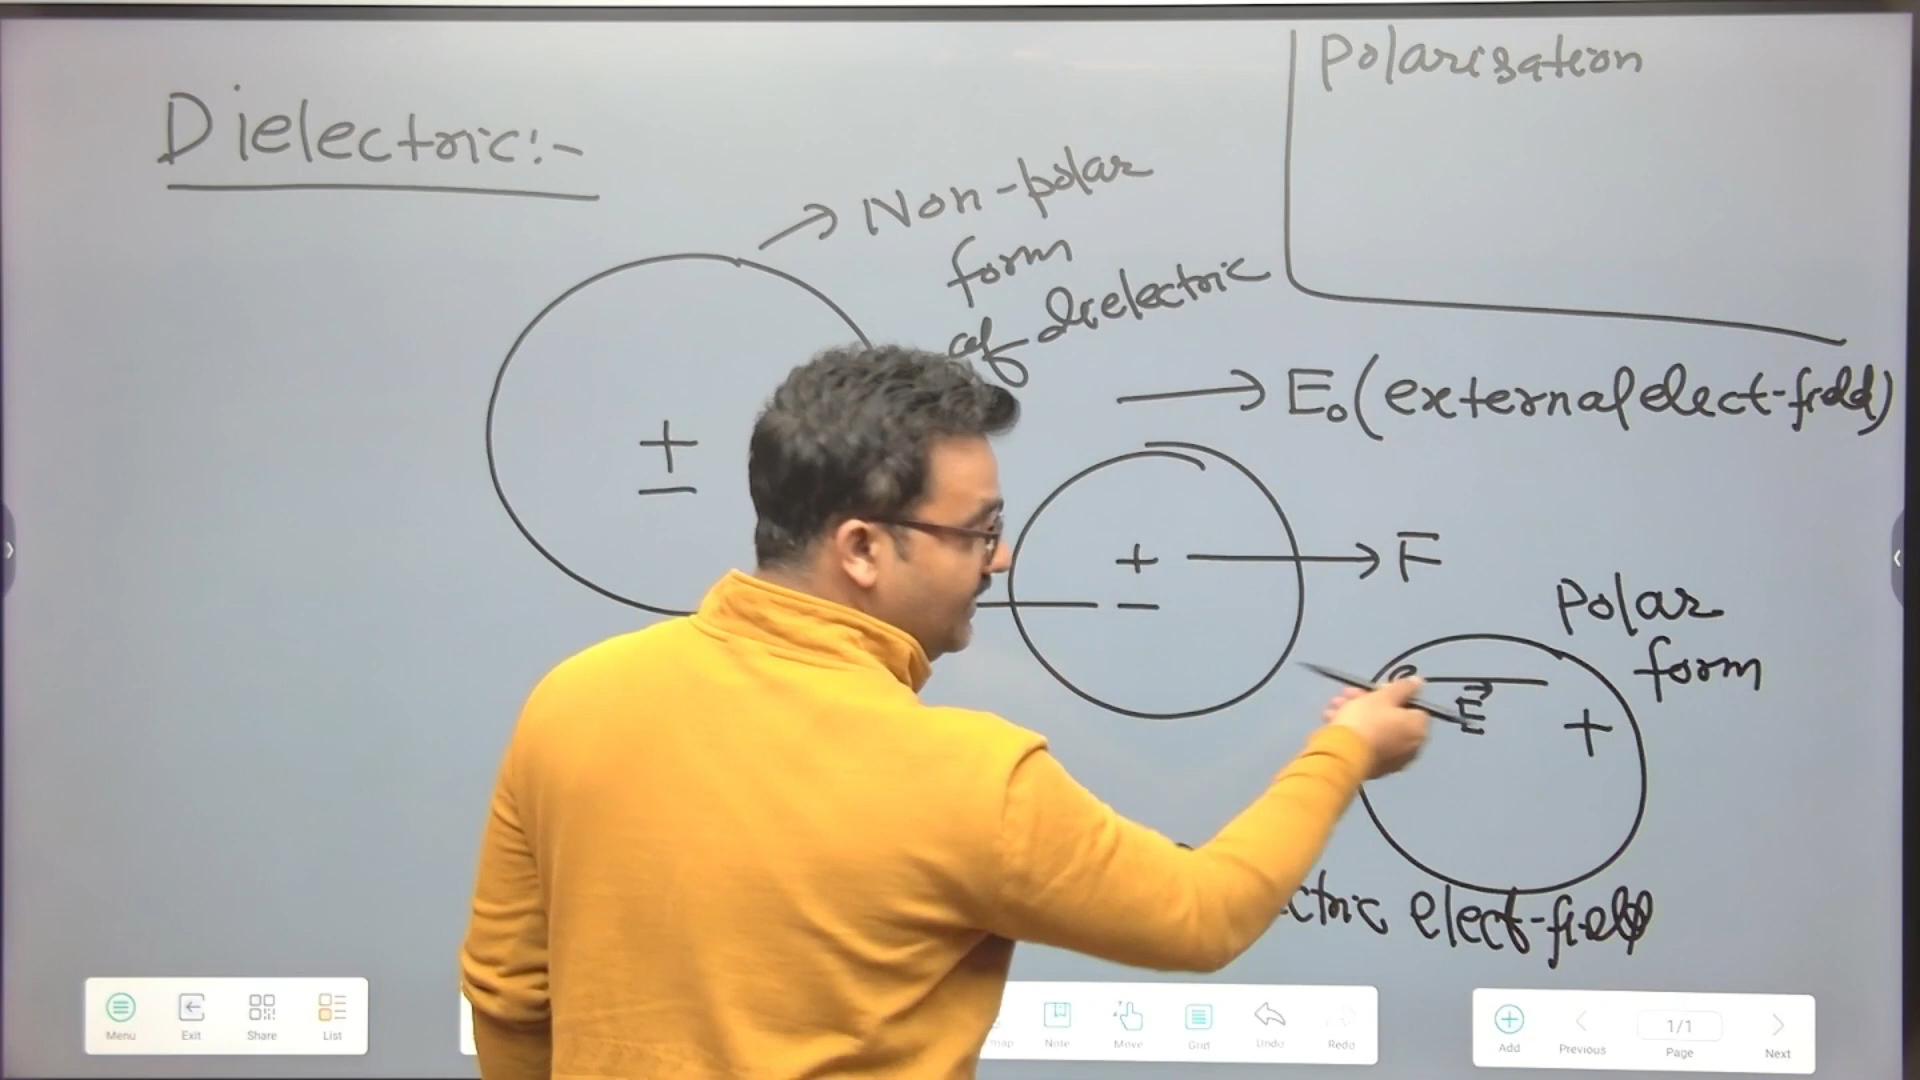 Dielectric:-
Polarisation
Non-polar
form
of dielectric
+
−
E₀ (external elect-field)
+ → F
−
Polar
form
E⃗
+
elect-field
Menu
Exit
Share
List
Note
Move
Grid
Undo
Redo
Add
Previous
1/1
Page
Next